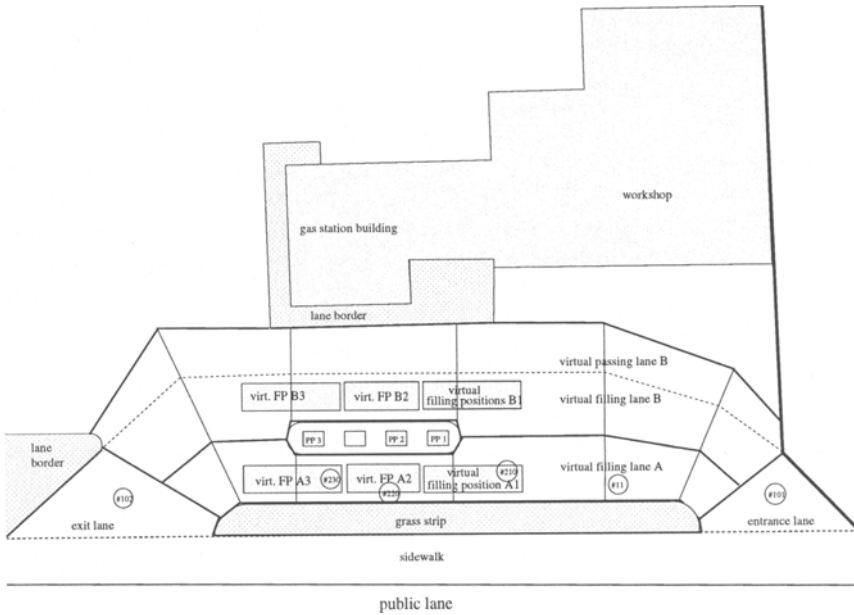 workshop
gas station building
lane border
virtual passing lane B
virt. FP B3
virt. FP B2
virtual
filling positions B1
virtual filling lane B
lane
border
PP 3
PP 2
PP 1
virt. FP A3
#230
virt. FP A2
#220
virtual
filling position A1
#210
virtual filling lane A
#11
#102
#101
exit lane
grass strip
entrance lane
sidewalk
public lane